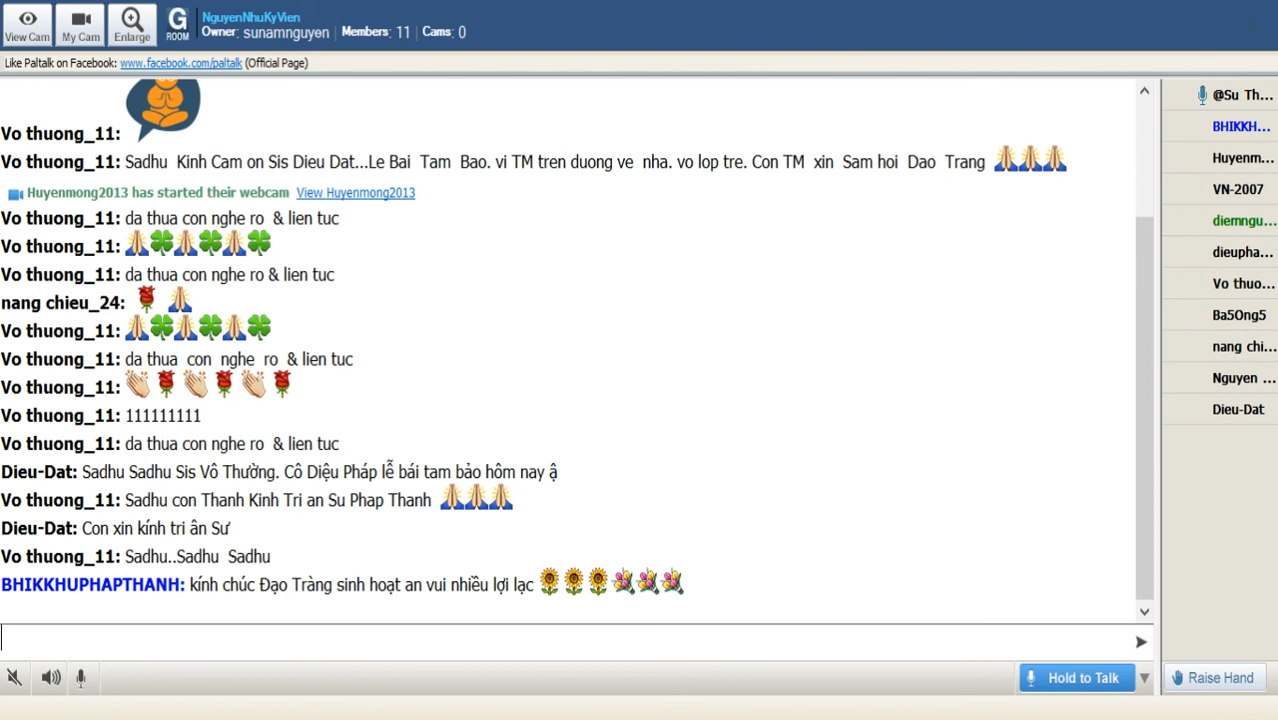 View Cam
My Cam
Enlarge
G
ROOM
NguyenNhuKyVien
Owner: sunamnguyen Members: 11 Cams: 0
Like Paltalk on Facebook: www.facebook.com/paltalk (Official Page)
Vo thuong_11:
Vo thuong_11: Sadhu Kinh Cam on Sis Dieu Dat...Le Bai Tam Bao. vi TM tren duong ve nha. vo lop tre. Con TM xin Sam hoi Dao Trang 🙏🙏🙏
Huyenmong2013 has started their webcam View Huyenmong2013
Vo thuong_11: da thua con nghe ro & lien tuc
Vo thuong_11: 🙏🍀🙏🍀🙏🍀
Vo thuong_11: da thua con nghe ro & lien tuc
nang chieu_24: 🌹 🙏
Vo thuong_11: 🙏🍀🙏🍀🙏🍀
Vo thuong_11: da thua con nghe ro & lien tuc
Vo thuong_11: 👏🌹👏🌹👏🌹
Vo thuong_11: 111111111
Vo thuong_11: da thua con nghe ro & lien tuc
Dieu-Dat: Sadhu Sadhu Sis Vô Thường. Cô Diệu Pháp lễ bái tam bảo hôm nay ậ
Vo thuong_11: Sadhu con Thanh Kinh Tri an Su Phap Thanh 🙏🙏🙏
Dieu-Dat: Con xin kính tri ân Sư
Vo thuong_11: Sadhu..Sadhu Sadhu
BHIKKHUPHAPTHANH: kính chúc Đạo Tràng sinh hoạt an vui nhiều lợi lạc 🌻🌻🌻💐💐💐
@Su Th...
BHIKKH...
Huyenm...
VN-2007
diemngu...
dieupha...
Vo thuo...
Ba5Ong5
nang chi...
Nguyen ...
Dieu-Dat
Hold to Talk
Raise Hand